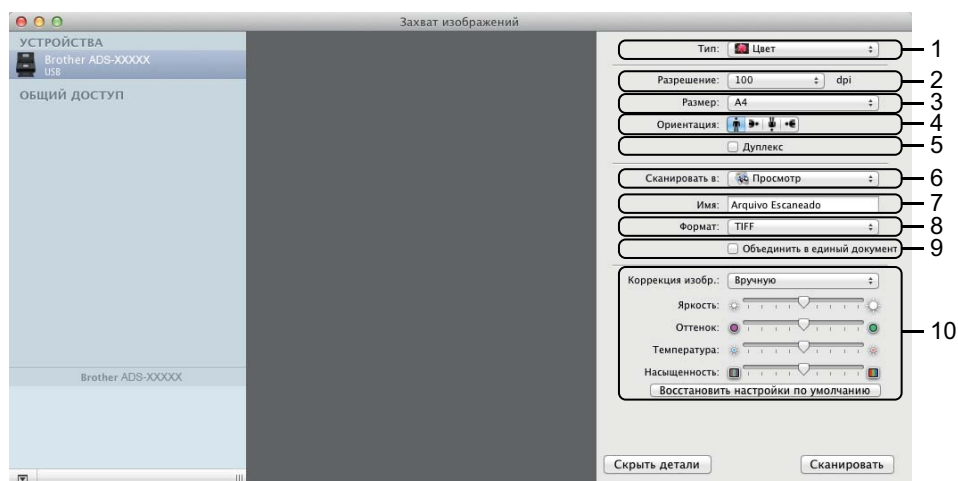 Захват изображений
УСТРОЙСТВА
Brother ADS-XXXXX
USB
ОБЩИЙ ДОСТУП
Brother ADS-XXXXX
Тип: Цвет 1
Разрешение: 100 dpi 2
Размер: A4 3
Ориентация: 4
Дуплекс 5
Сканировать в: Просмотр 6
Имя: Arquivo Escaneado 7
Формат: TIFF 8
Объединить в единый документ 9
Коррекция изобр.: Вручную
Яркость:
Оттенок: 10
Температура:
Насыщенность:
Восстановить настройки по умолчанию
Скрыть детали Сканировать